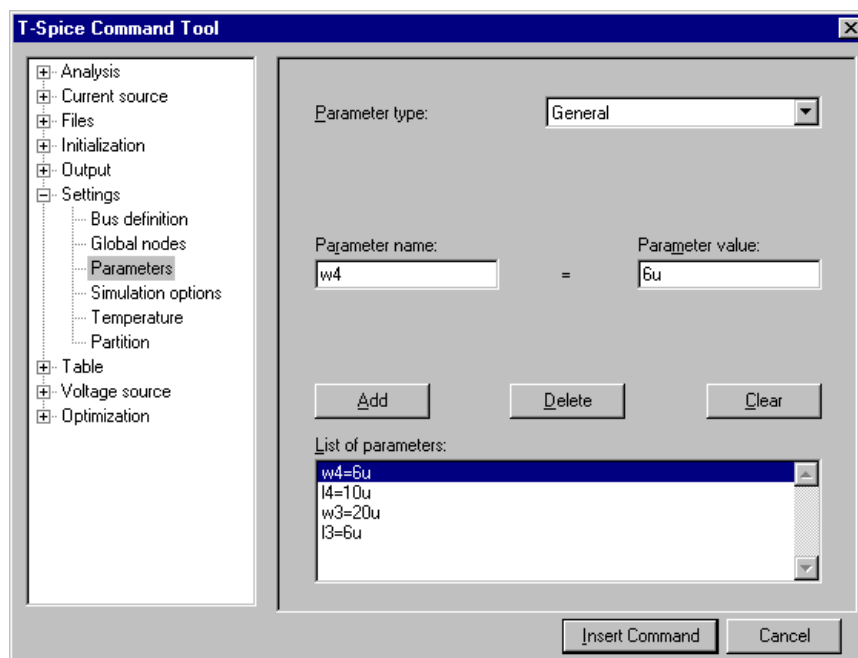 T-Spice Command Tool
Analysis
Current source
Files
Initialization
Output
Settings
Bus definition
Global nodes
Parameters
Simulation options
Temperature
Partition
Table
Voltage source
Optimization
Parameter type: General
Parameter name: Parameter value:
w4 = 6u
Add Delete Clear
List of parameters:
w4=6u
l4=10u
w3=20u
l3=6u
Insert Command Cancel